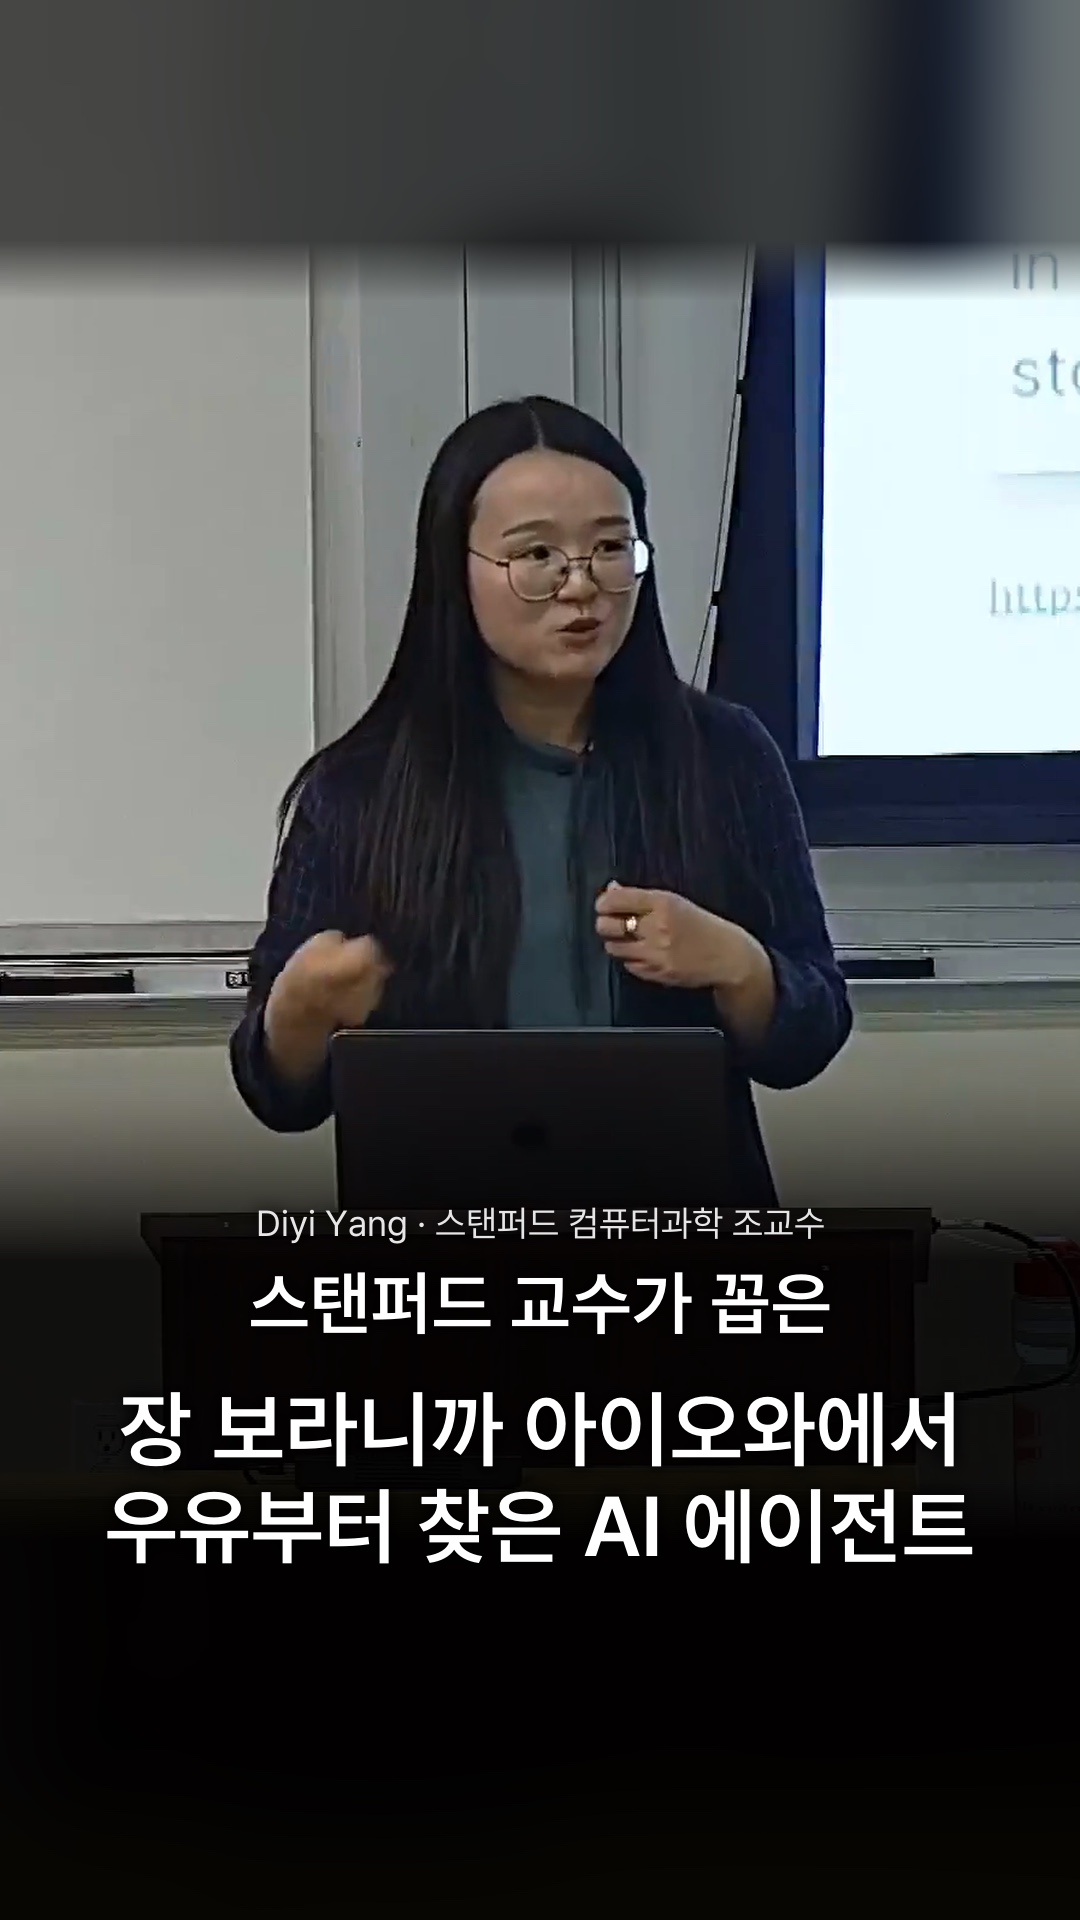 in
Diyi Yang · 스탠퍼드 컴퓨터과학 조교수
스탠퍼드 교수가 꼽은
장 보라니까 아이오와에서
우유부터 찾은 AI 에이전트